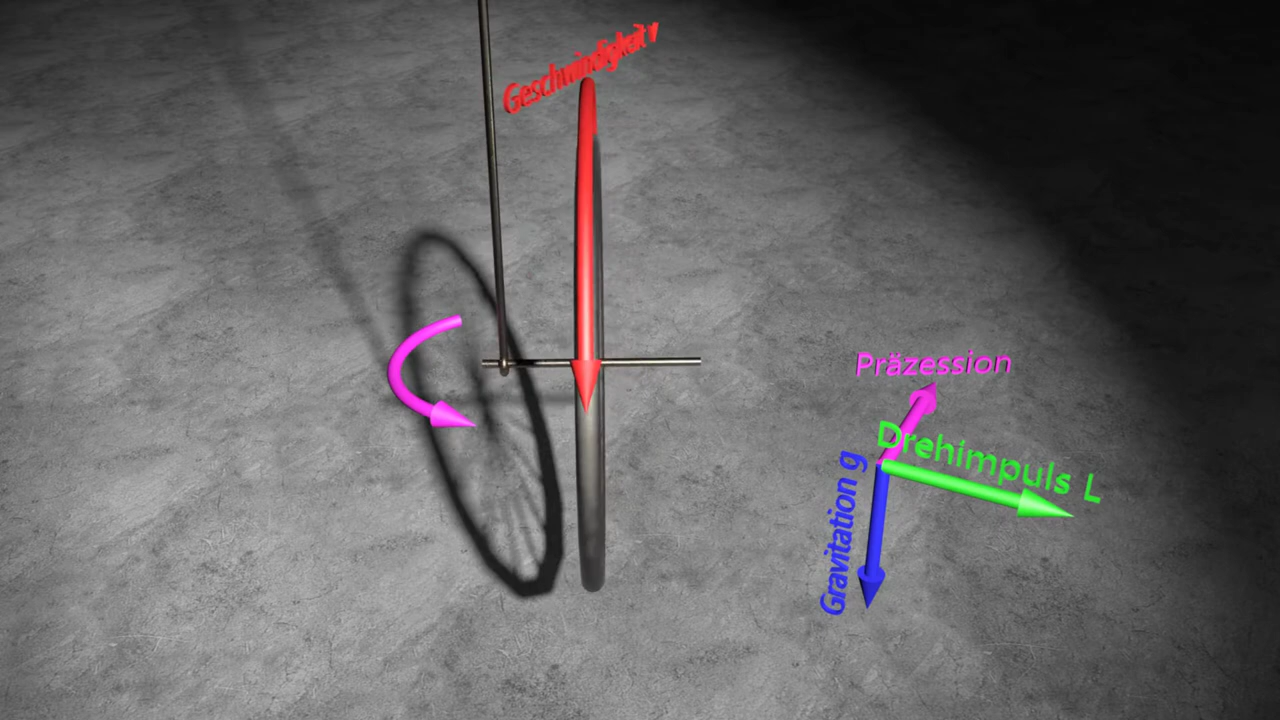 Geschwindigkeit v
Präzession
Drehimpuls L
Gravitation g